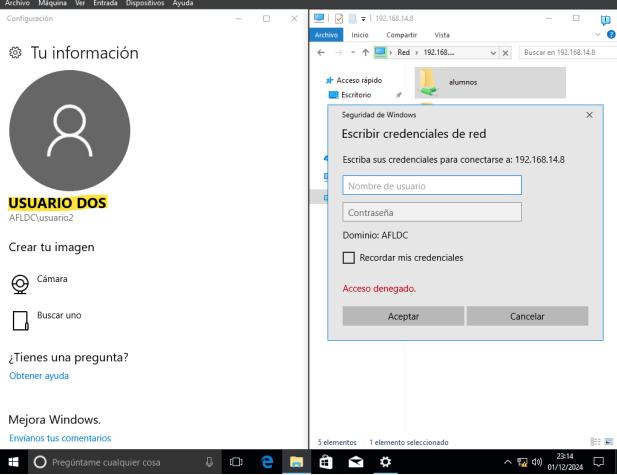 Archivo Máquina Ver Entrada Dispositivos Ayuda
Configuración
Tu información
USUARIO DOS
AFLDC\usuario2
Crear tu imagen
Cámara
Buscar uno
¿Tienes una pregunta?
Obtener ayuda
Mejora Windows.
Envíanos tus comentarios
192.168.14.8
Archivo Inicio Compartir Vista
Red 192.168.... Buscar en 192.168.14.8
Acceso rápido
Escritorio
alumnos
Seguridad de Windows
Escribir credenciales de red
Escriba sus credenciales para conectarse a: 192.168.14.8
Nombre de usuario
Contraseña
Dominio: AFLDC
Recordar mis credenciales
Acceso denegado.
Aceptar Cancelar
5 elementos 1 elemento seleccionado
Pregúntame cualquier cosa
23:14
01/12/2024